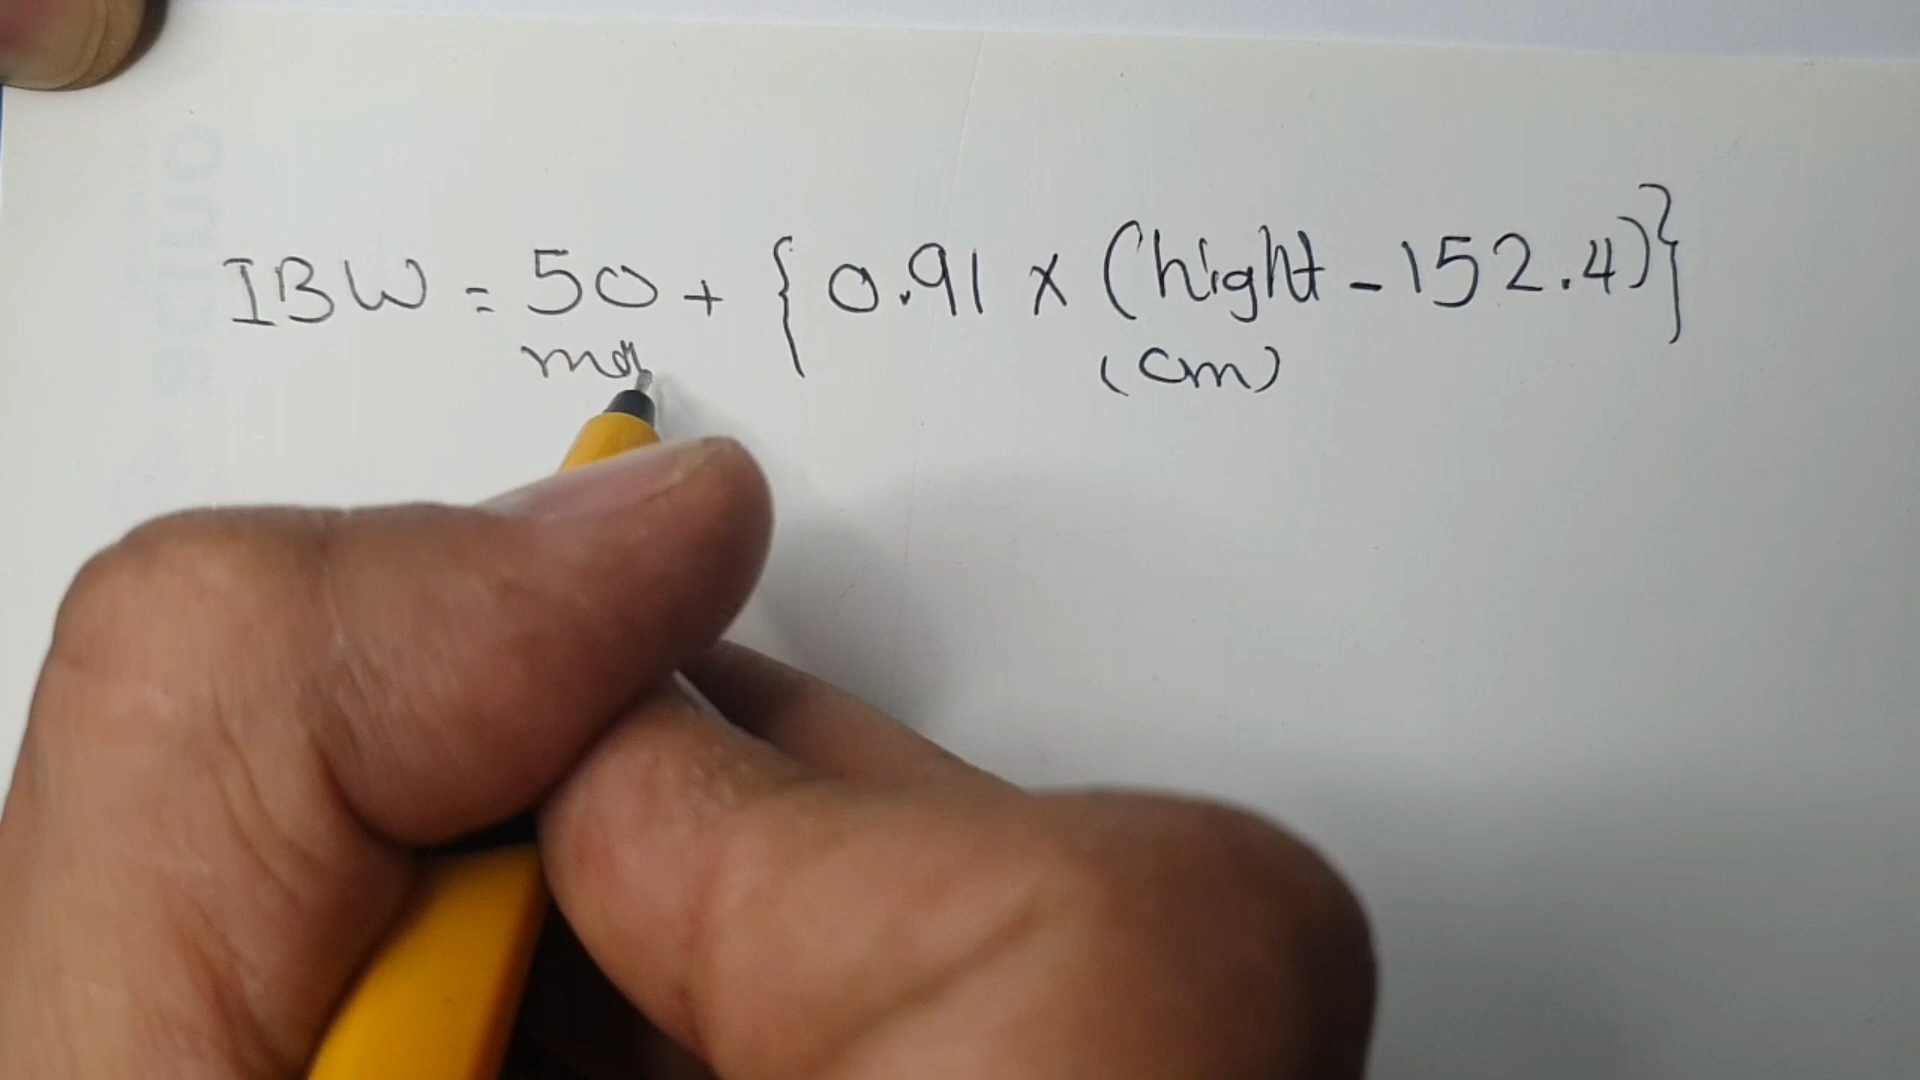 IBW = 50 + { 0.91 x (hight - 152.4)}
(cm)